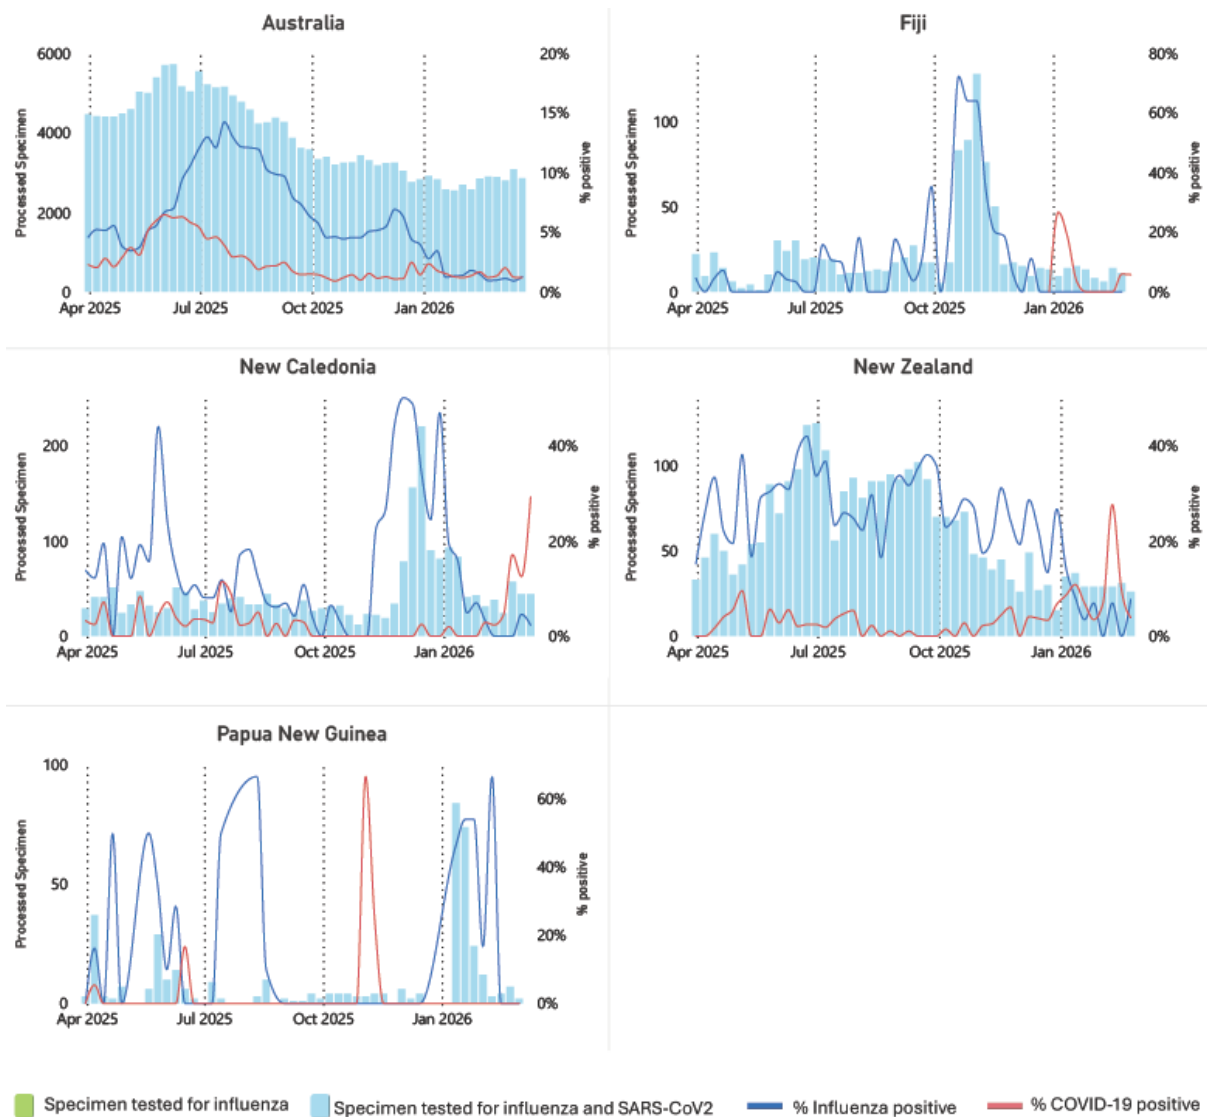 Australia
6000
4000
2000
0
Processed Specimen
20%
15%
10%
5%
0%
% positive
Apr 2025 Jul 2025 Oct 2025 Jan 2026
Fiji
100
50
0
Processed Specimen
80%
60%
40%
20%
0%
% positive
Apr 2025 Jul 2025 Oct 2025 Jan 2026
New Caledonia
200
100
0
Processed Specimen
40%
20%
0%
% positive
Apr 2025 Jul 2025 Oct 2025 Jan 2026
New Zealand
100
50
0
Processed Specimen
40%
20%
0%
% positive
Apr 2025 Jul 2025 Oct 2025 Jan 2026
Papua New Guinea
100
50
0
Processed Specimen
60%
40%
20%
0%
% positive
Apr 2025 Jul 2025 Oct 2025 Jan 2026
Specimen tested for influenza Specimen tested for influenza and SARS-CoV2 % Influenza positive % COVID-19 positive